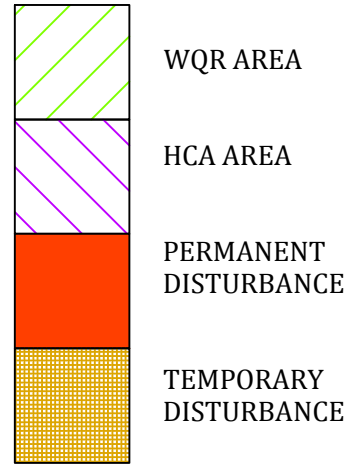 WQR AREA
HCA AREA
PERMANENT
DISTURBANCE
TEMPORARY
DISTURBANCE